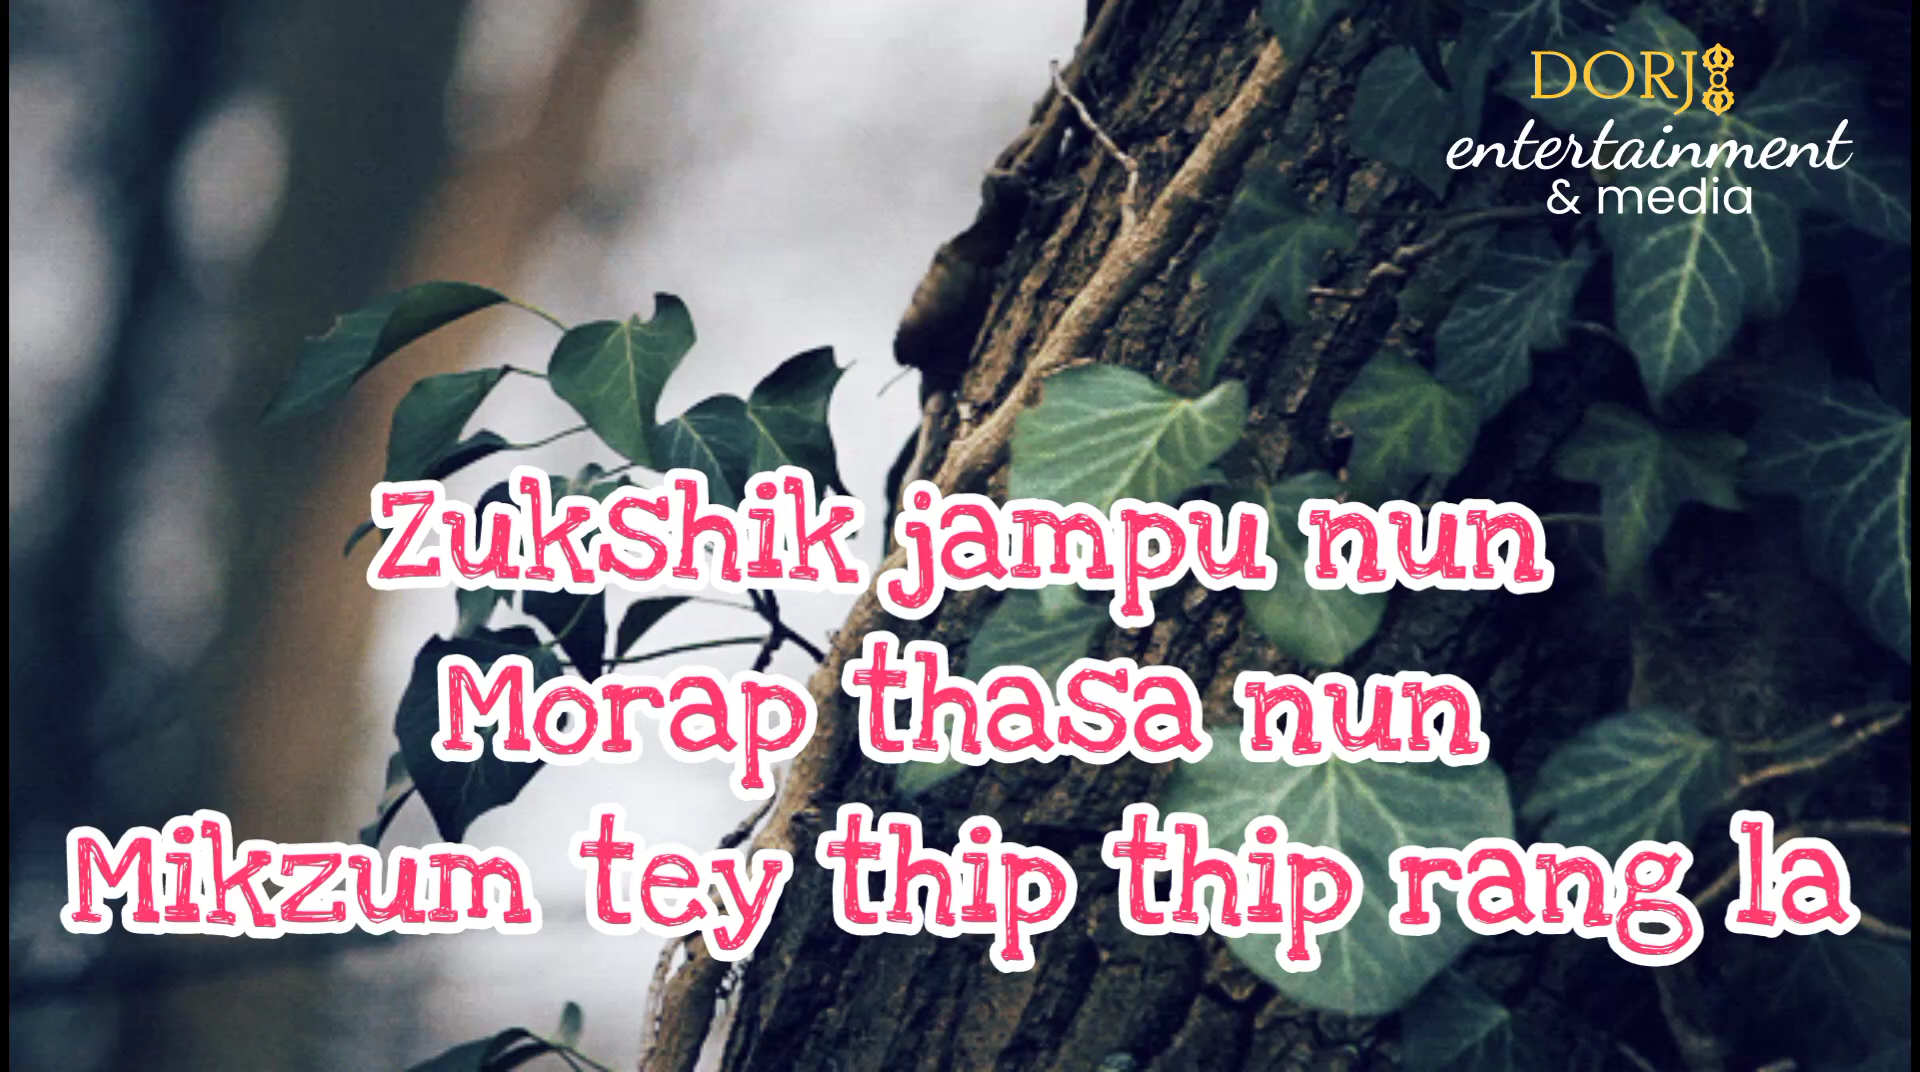 DORJI
entertainment
& media
Zukshik jampu nun
Morap thasa nun
Mikzum tey thip thip rang la